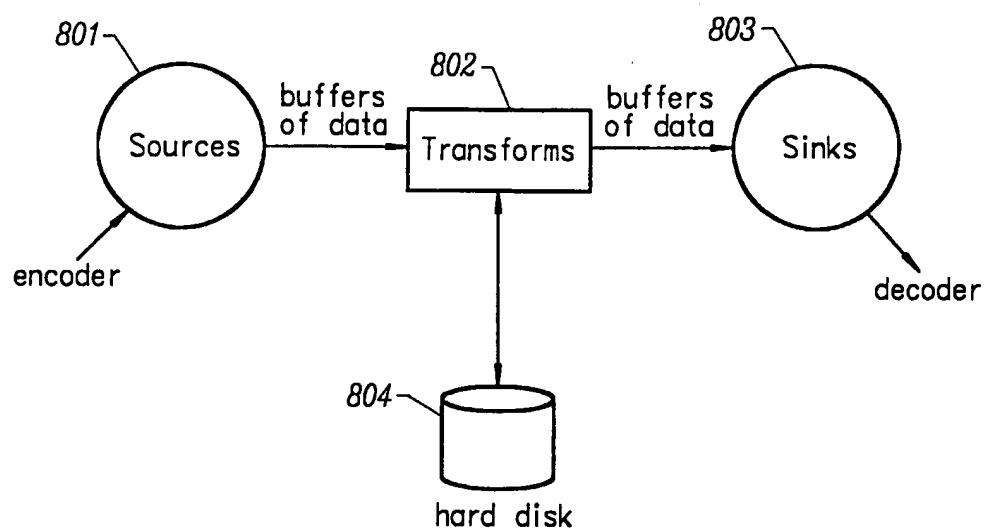 801
802
803
buffers
of data
buffers
of data
Sources
Transforms
Sinks
encoder
decoder
804
hard disk